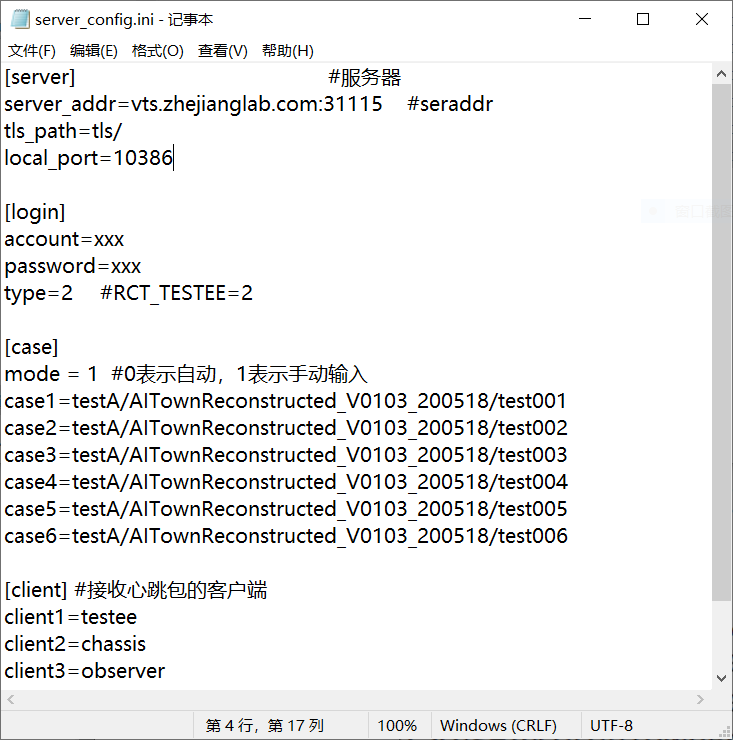 server_config.ini - 记事本
文件(F) 编辑(E) 格式(O) 查看(V) 帮助(H)
[server] #服务器
server_addr=vts.zhejianglab.com:31115 #seraddr
tls_path=tls/
local_port=10386
[login]
account=xxx
password=xxx
type=2 #RCT_TESTEE=2
[case]
mode = 1 #0表示自动，1表示手动输入
case1=testA/AITownReconstructed_V0103_200518/test001
case2=testA/AITownReconstructed_V0103_200518/test002
case3=testA/AITownReconstructed_V0103_200518/test003
case4=testA/AITownReconstructed_V0103_200518/test004
case5=testA/AITownReconstructed_V0103_200518/test005
case6=testA/AITownReconstructed_V0103_200518/test006
[client] #接收心跳包的客户端
client1=testee
client2=chassis
client3=observer
第 4 行，第 17 列 100% Windows (CRLF) UTF-8